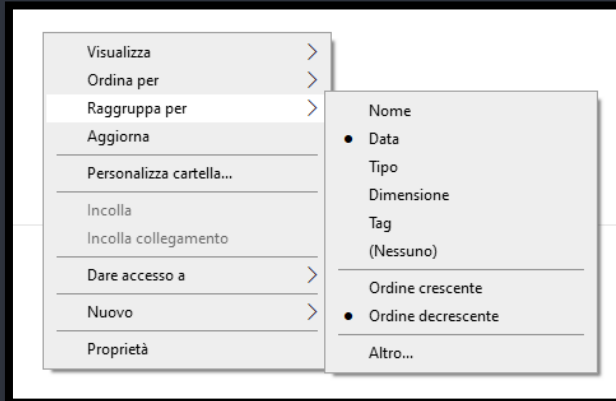 Visualizza
Ordina per
Raggruppa per
Aggiorna
Personalizza cartella...
Incolla
Incolla collegamento
Dare accesso a
Nuovo
Proprietà
Nome
Data
Tipo
Dimensione
Tag
(Nessuno)
Ordine crescente
Ordine decrescente
Altro...